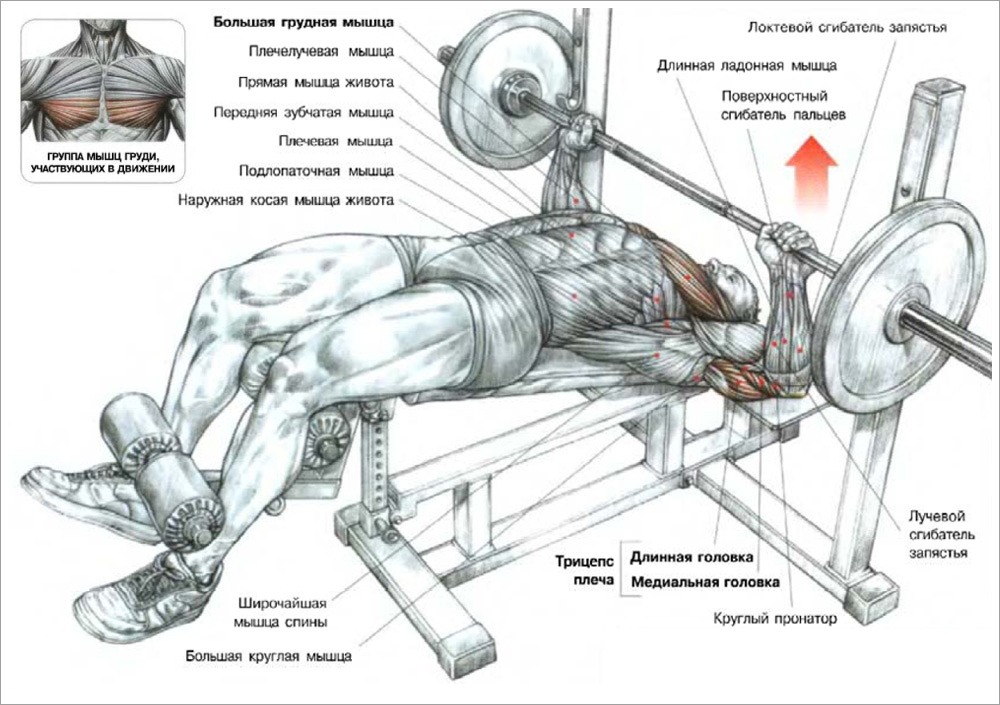 Большая грудная мышца
Плечелучевая мышца
Прямая мышца живота
Передняя зубчатая мышца
Плечевая мышца
Подлопаточная мышца
Наружная косая мышца живота
ГРУППА МЫШЦ ГРУДИ,
УЧАСТВУЮЩИХ В ДВИЖЕНИИ
Локтевой сгибатель запястья
Длинная ладонная мышца
Поверхностный
сгибатель пальцев
Лучевой
сгибатель
запястья
Трицепс
плеча
Длинная головка
Медиальная головка
Круглый пронатор
Широчайшая
мышца спины
Большая круглая мышца